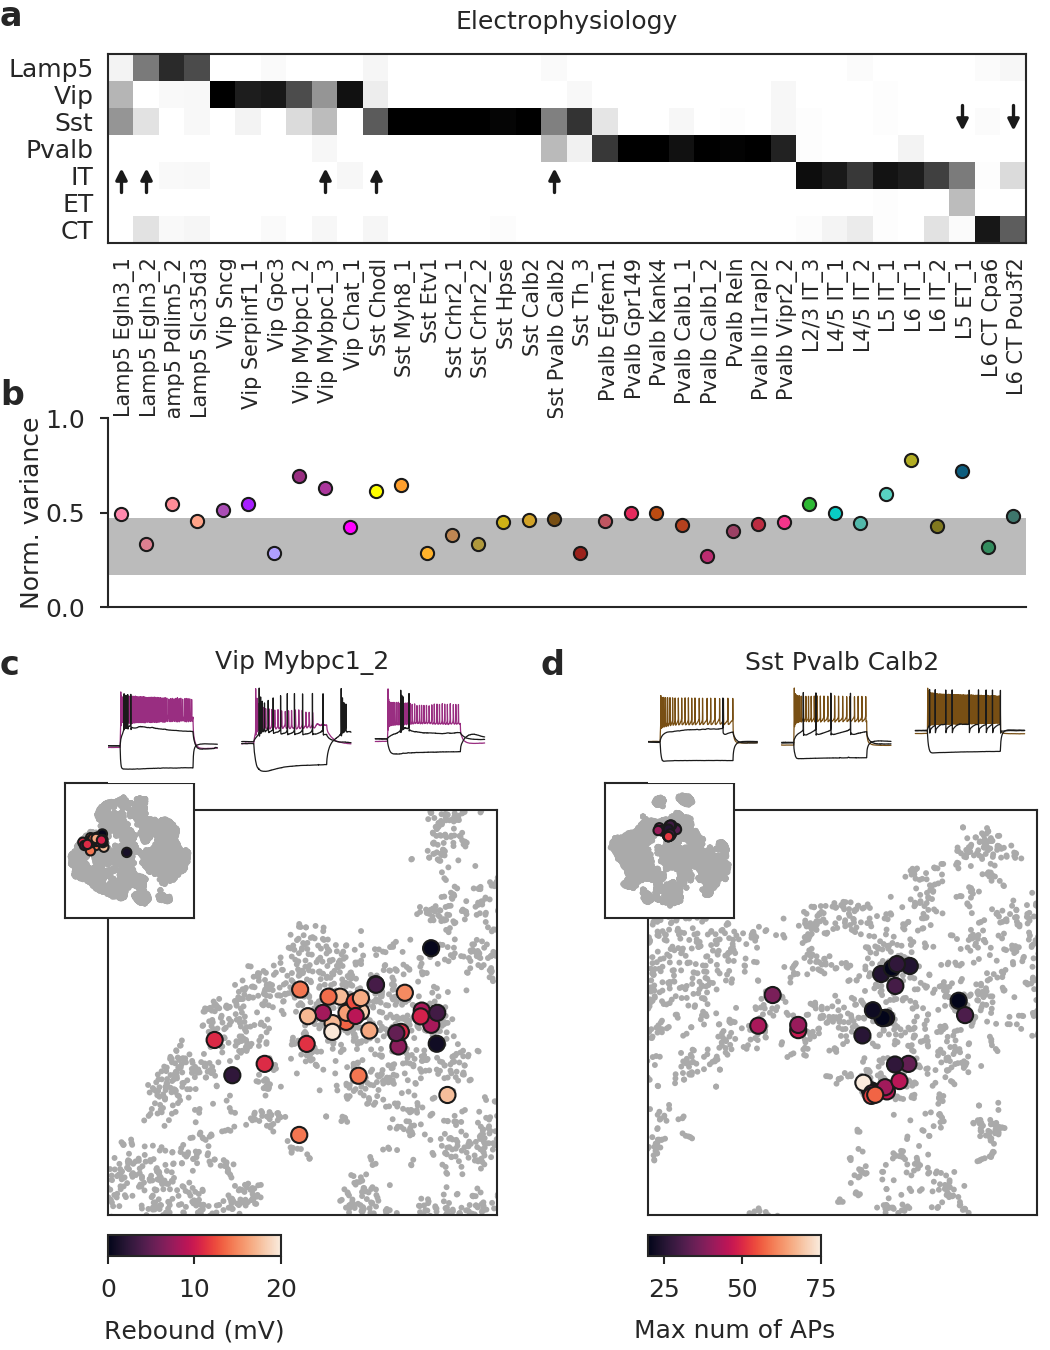 a
Electrophysiology
Lamp5
Vip
Sst
Pvalb
IT
ET
CT
Lamp5 Egln3_1
Lamp5 Egln3_2
amp5 Pdlim5_2
Lamp5 Slc35d3
Vip Sncg
Vip Serpinf1_1
Vip Gpc3
Vip Mybpc1_2
Vip Mybpc1_3
Vip Chat_1
Sst Chodl
Sst Myh8_1
Sst Etv1
Sst Crhr2_1
Sst Crhr2_2
Sst Hpse
Sst Calb2
Sst Pvalb Calb2
Sst Th_3
Pvalb Egfem1
Pvalb Gpr149
Pvalb Kank4
Pvalb Calb1_1
Pvalb Calb1_2
Pvalb Reln
Pvalb Il1rapl2
Pvalb Vipr2_2
L2/3 IT_3
L4/5 IT_1
L4/5 IT_2
L5 IT_1
L6 IT_1
L6 IT_2
L5 ET_1
L6 CT Cpa6
L6 CT Pou3f2
b
Norm. variance
1.0
0.5
0.0
c
Vip Mybpc1_2
d
Sst Pvalb Calb2
0 10 20
Rebound (mV)
25 50 75
Max num of APs